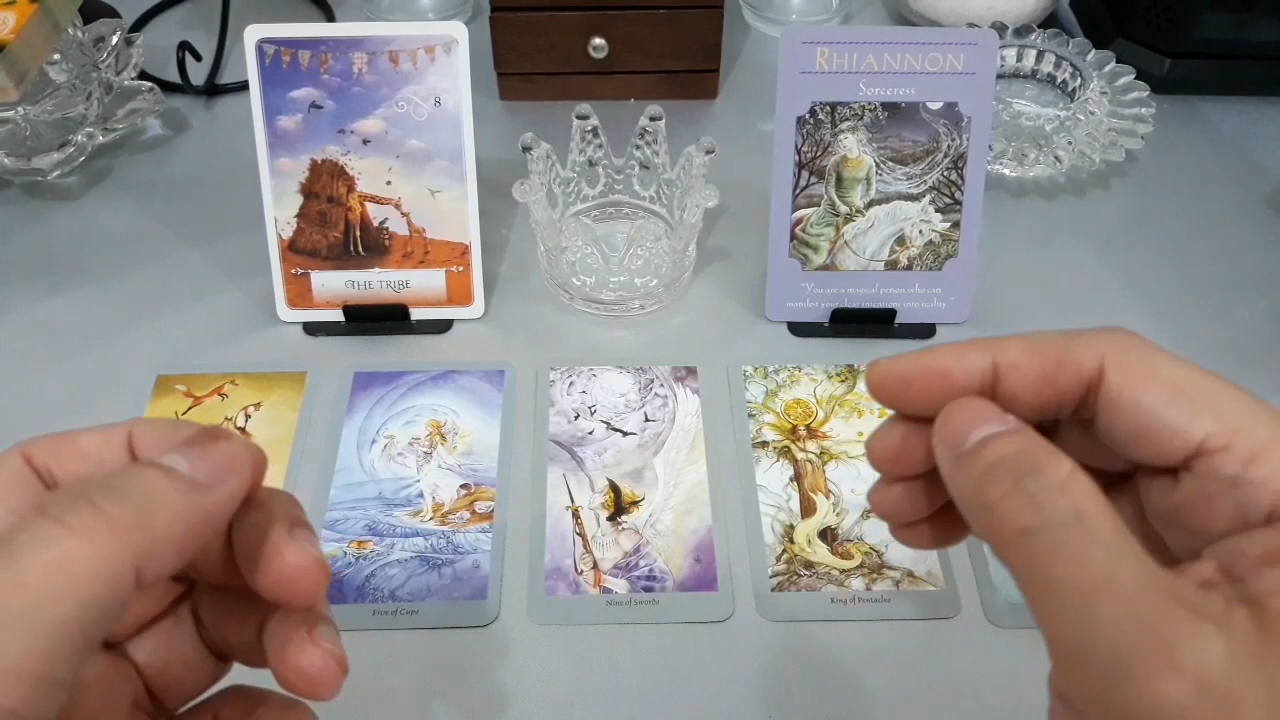 8
THE TRIBE
RHIANNON
Sorceress
"You are a magical person who can
manifest your clear intentions into reality."
Five of Cups
Nine of Swords
King of Pentacles